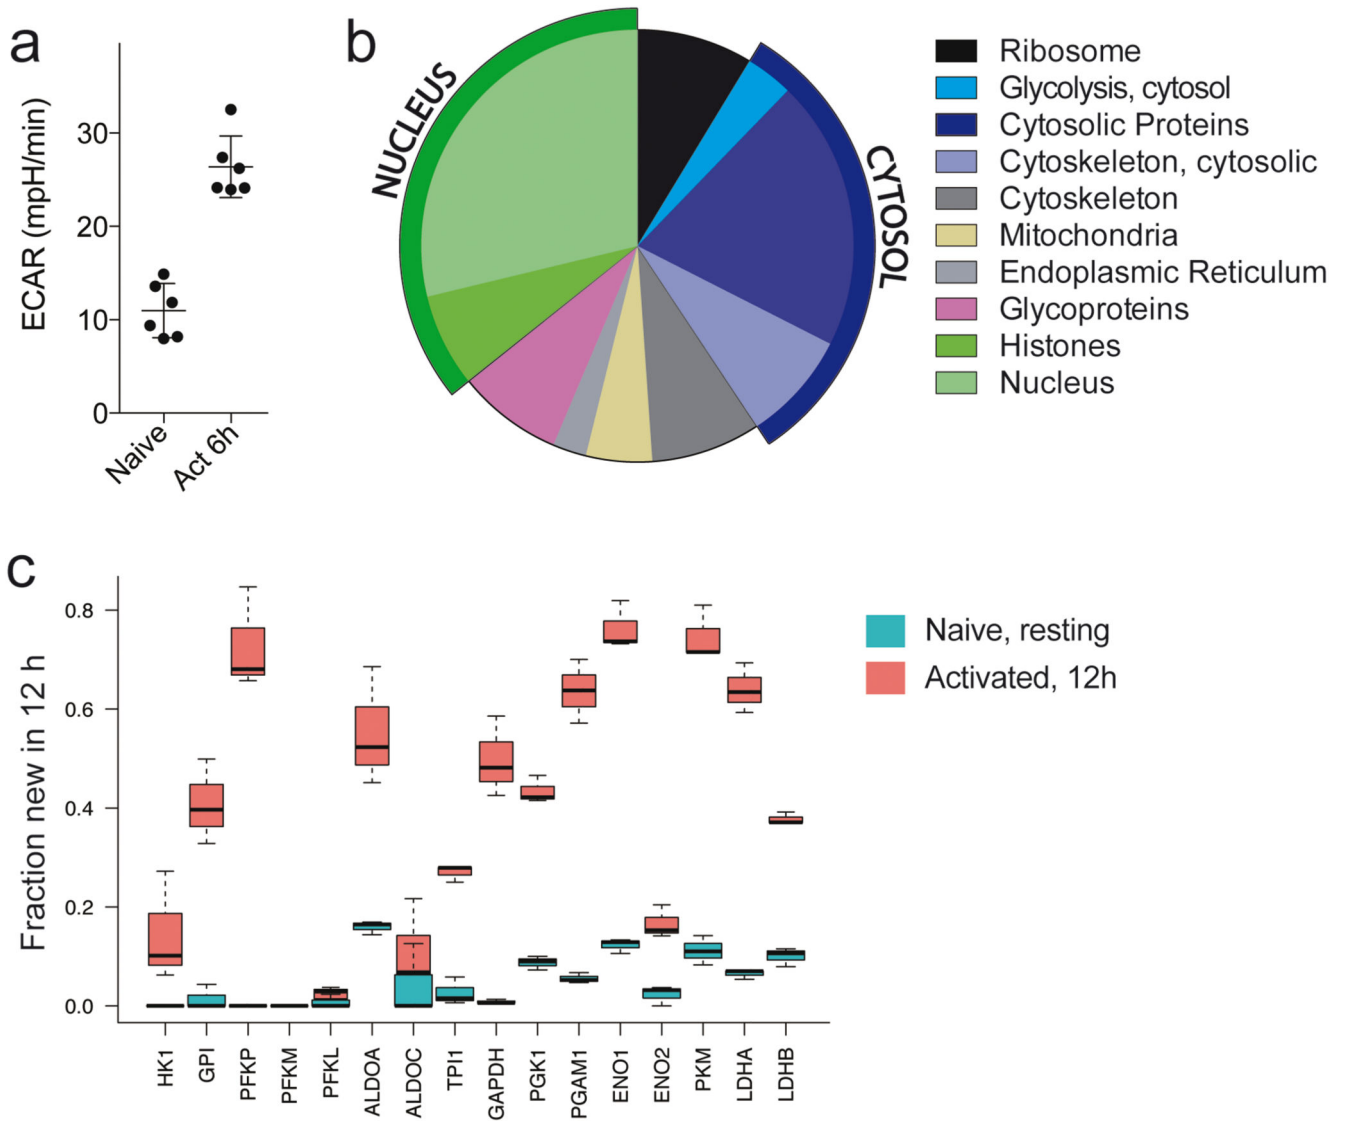 a
ECAR (mpH/min)
30
20
10
0
Naive
Act 6h
b
NUCLEUS
CYTOSOL
Ribosome
Glycolysis, cytosol
Cytosolic Proteins
Cytoskeleton, cytosolic
Cytoskeleton
Mitochondria
Endoplasmic Reticulum
Glycoproteins
Histones
Nucleus
c
Fraction new in 12 h
0.8
0.6
0.4
0.2
0.0
HK1
GPI
PFKP
PFKM
PFKL
ALDOA
ALDOC
TPI1
GAPDH
PGK1
PGAM1
ENO1
ENO2
PKM
LDHA
LDHB
Naive, resting
Activated, 12h